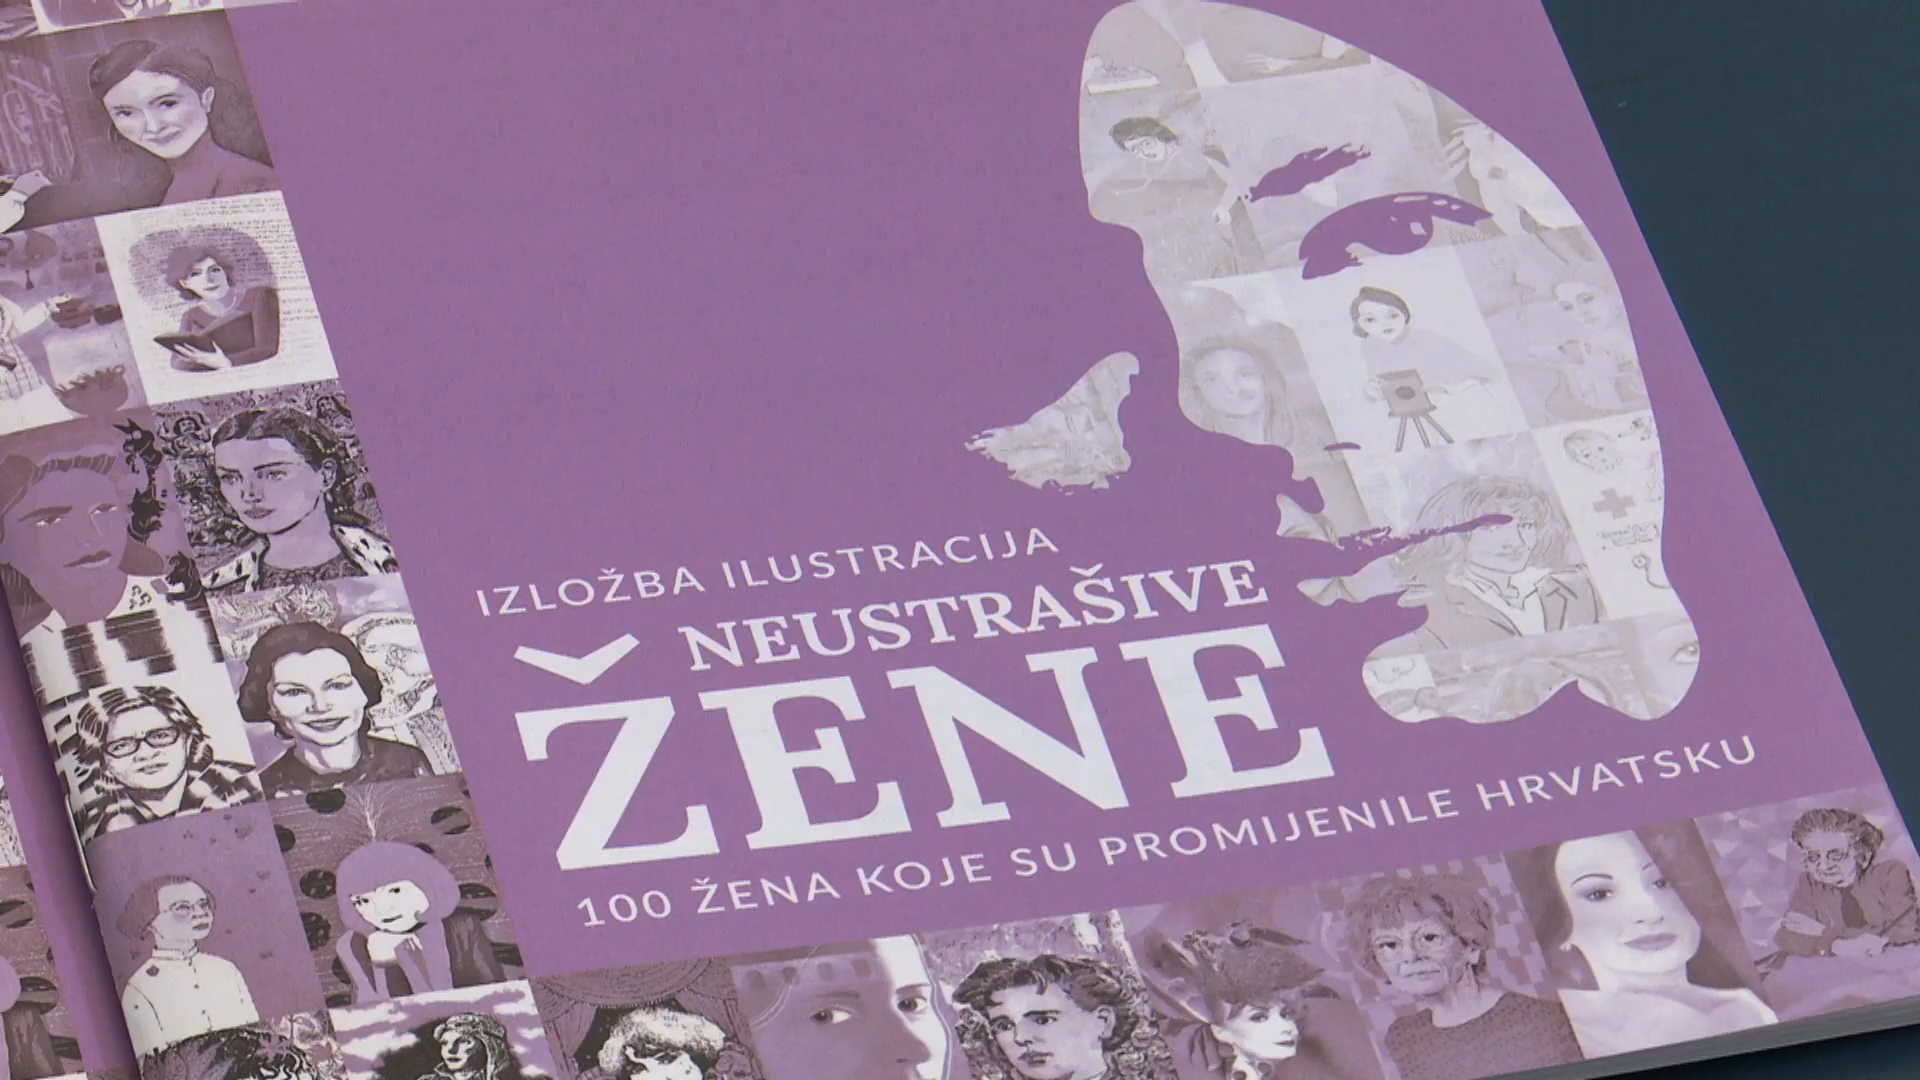 IZLOŽBA ILUSTRACIJA
NEUSTRAŠIVE
ŽENE
100 ŽENA KOJE SU PROMIJENILE HRVATSKU